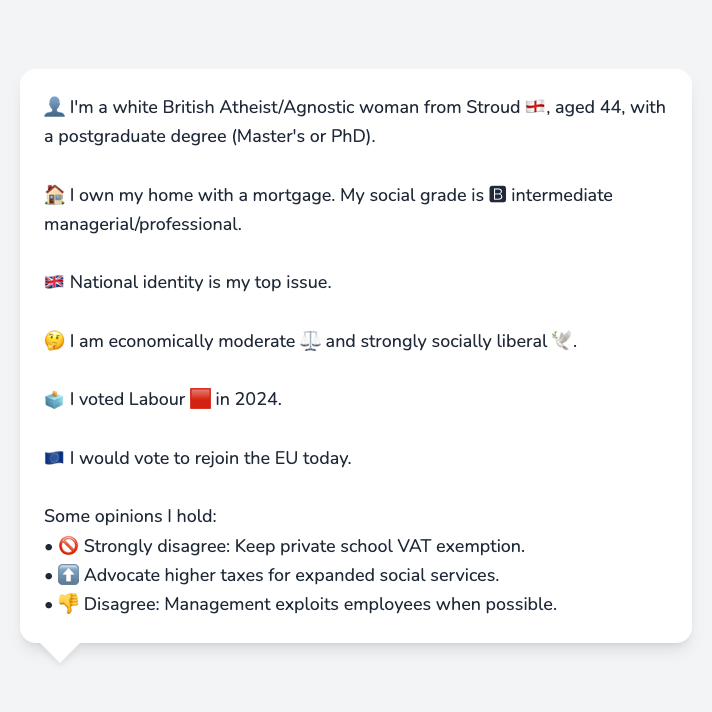 👤 I'm a white British Atheist/Agnostic woman from Stroud 🏴󠁧󠁢󠁥󠁮󠁧󠁿, aged 44, with
a postgraduate degree (Master's or PhD).
🏠 I own my home with a mortgage. My social grade is 🅱 intermediate
managerial/professional.
🇬🇧 National identity is my top issue.
🤔 I am economically moderate ⚖️ and strongly socially liberal 🕊️.
🗳️ I voted Labour 🟥 in 2024.
🇪🇺 I would vote to rejoin the EU today.
Some opinions I hold:
• 🚫 Strongly disagree: Keep private school VAT exemption.
• ⬆️ Advocate higher taxes for expanded social services.
• 👎 Disagree: Management exploits employees when possible.